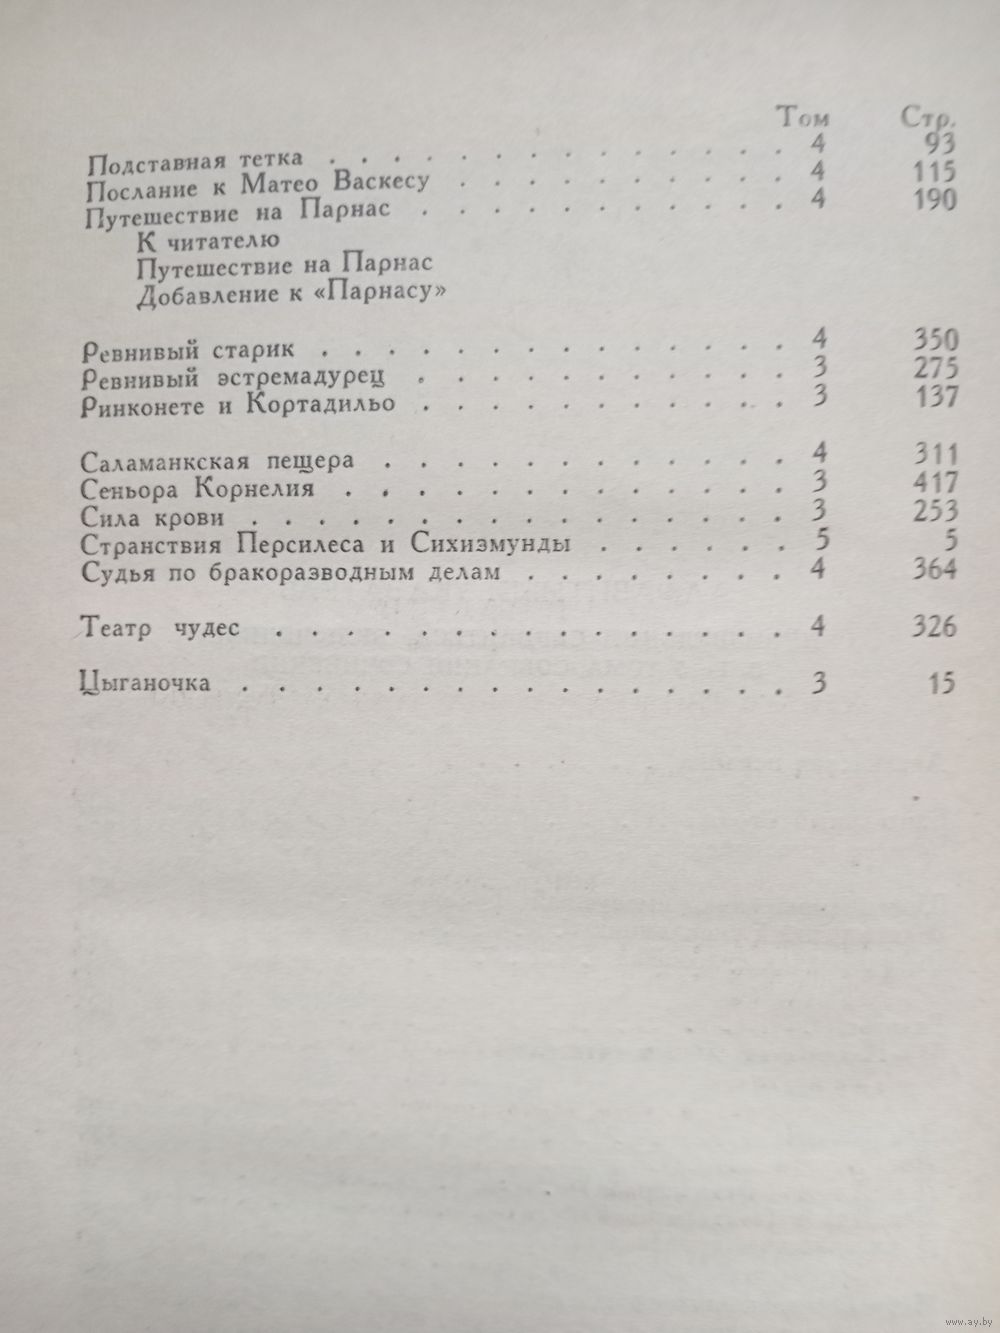 Том Стр.
Подставная тетка . . . . . . . . . . . . . . 4 93
Послание к Матео Васкесу . . . . . . . . . . 4 115
Путешествие на Парнас . . . . . . . . . . . 4 190
К читателю
Путешествие на Парнас
Добавление к «Парнасу»
Ревнивый старик . . . . . . . . . . . . . . 4 350
Ревнивый эстремадурец . . . . . . . . . . . 3 275
Ринконете и Кортадильо . . . . . . . . . . . 3 137
Саламанкская пещера . . . . . . . . . . . . 4 311
Сеньора Корнелия . . . . . . . . . . . . . 3 417
Сила крови . . . . . . . . . . . . . . . . 3 253
Странствия Персилеса и Сихизмунды . . . . . . 5 5
Судья по бракоразводным делам . . . . . . . . 4 364
Театр чудес . . . . . . . . . . . . . . . 4 326
Цыганочка . . . . . . . . . . . . . . . . 3 15
www.ay.by